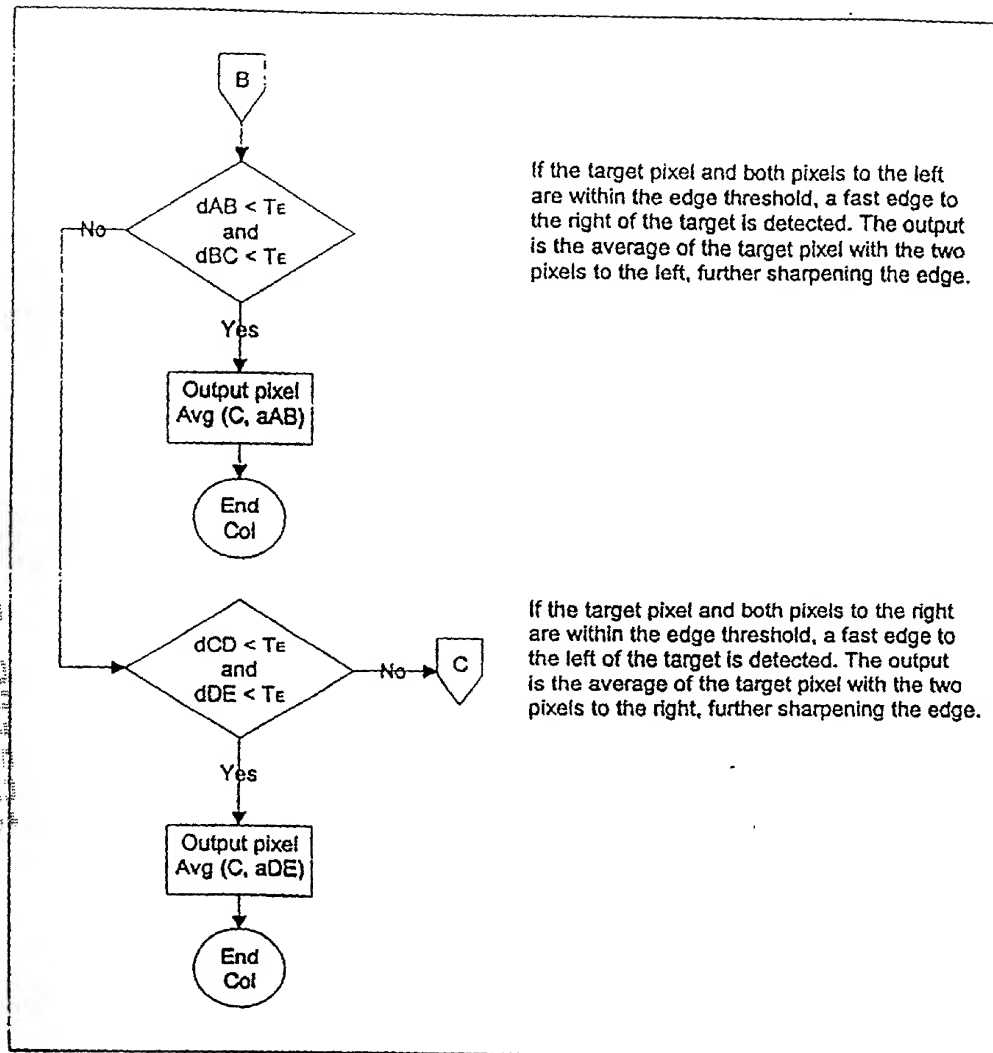 B
If the target pixel and both pixels to the left
are within the edge threshold, a fast edge to
the right of the target is detected. The output
is the average of the target pixel with the two
pixels to the left, further sharpening the edge.
dAB < TE
and
dBC < TE
No
Yes
Output pixel
Avg (C, aAB)
End
Col
If the target pixel and both pixels to the right
are within the edge threshold, a fast edge to
the left of the target is detected. The output
is the average of the target pixel with the two
pixels to the right, further sharpening the edge.
dCD < TE
and
dDE < TE
No
C
Yes
Output pixel
Avg (C, aDE)
End
Col